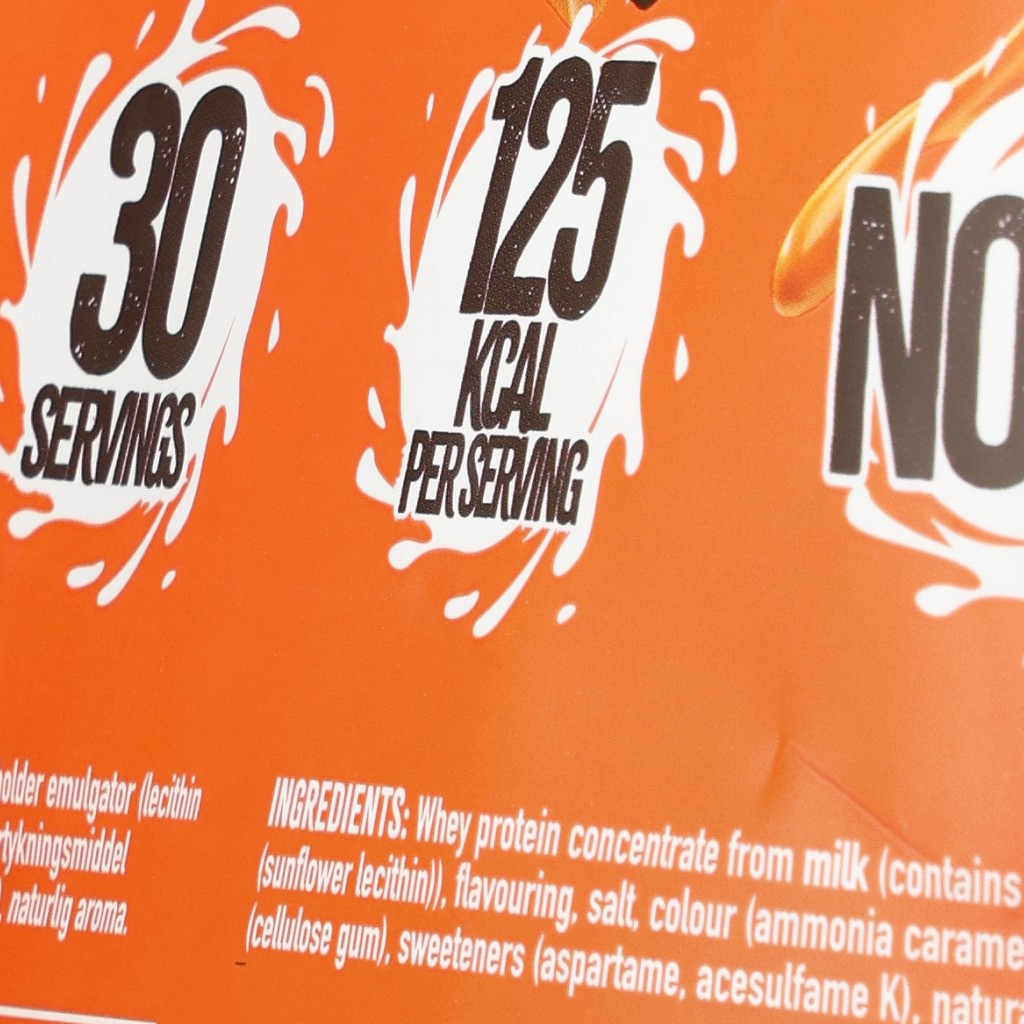 30
SERVINGS
125
KCAL
PER SERVING
NO
older emulgator (lecithin
rtykningsmiddel
, naturlig aroma.
INGREDIENTS: Whey protein concentrate from milk (contains
(sunflower lecithin)), flavouring, salt, colour (ammonia carame
(cellulose gum), sweeteners (aspartame, acesulfame K), natura